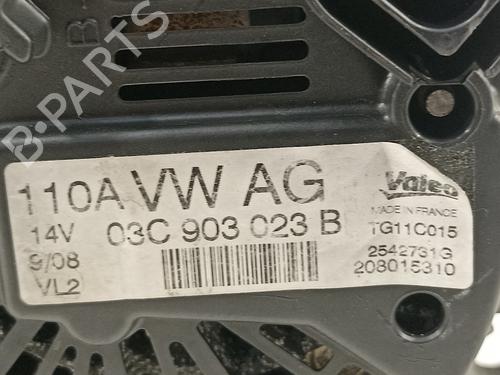 B
B-PARTS
110A VW AG
Valeo
14V 03C 903 023 B
MADE IN FRANCE
TG11C015
9/08
2542731G
VL2
208015310